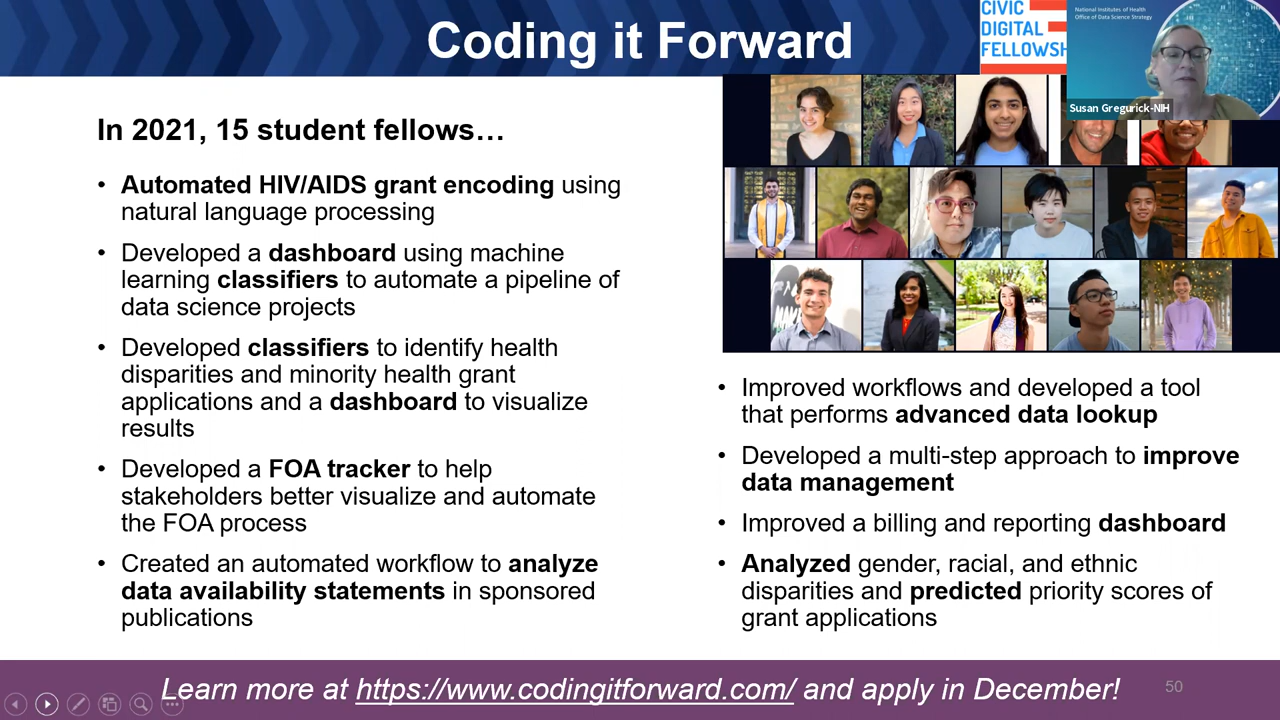 Coding it Forward
CIVIC
DIGITAL
FELLOWSH
National Institutes of Health
Office of Data Science Strategy
Susan Gregurick-NIH
In 2021, 15 student fellows…
• Automated HIV/AIDS grant encoding using
natural language processing
• Developed a dashboard using machine
learning classifiers to automate a pipeline of
data science projects
• Developed classifiers to identify health
disparities and minority health grant
applications and a dashboard to visualize
results
• Developed a FOA tracker to help
stakeholders better visualize and automate
the FOA process
• Created an automated workflow to analyze
data availability statements in sponsored
publications
• Improved workflows and developed a tool
that performs advanced data lookup
• Developed a multi-step approach to improve
data management
• Improved a billing and reporting dashboard
• Analyzed gender, racial, and ethnic
disparities and predicted priority scores of
grant applications
Learn more at https://www.codingitforward.com/ and apply in December!
50